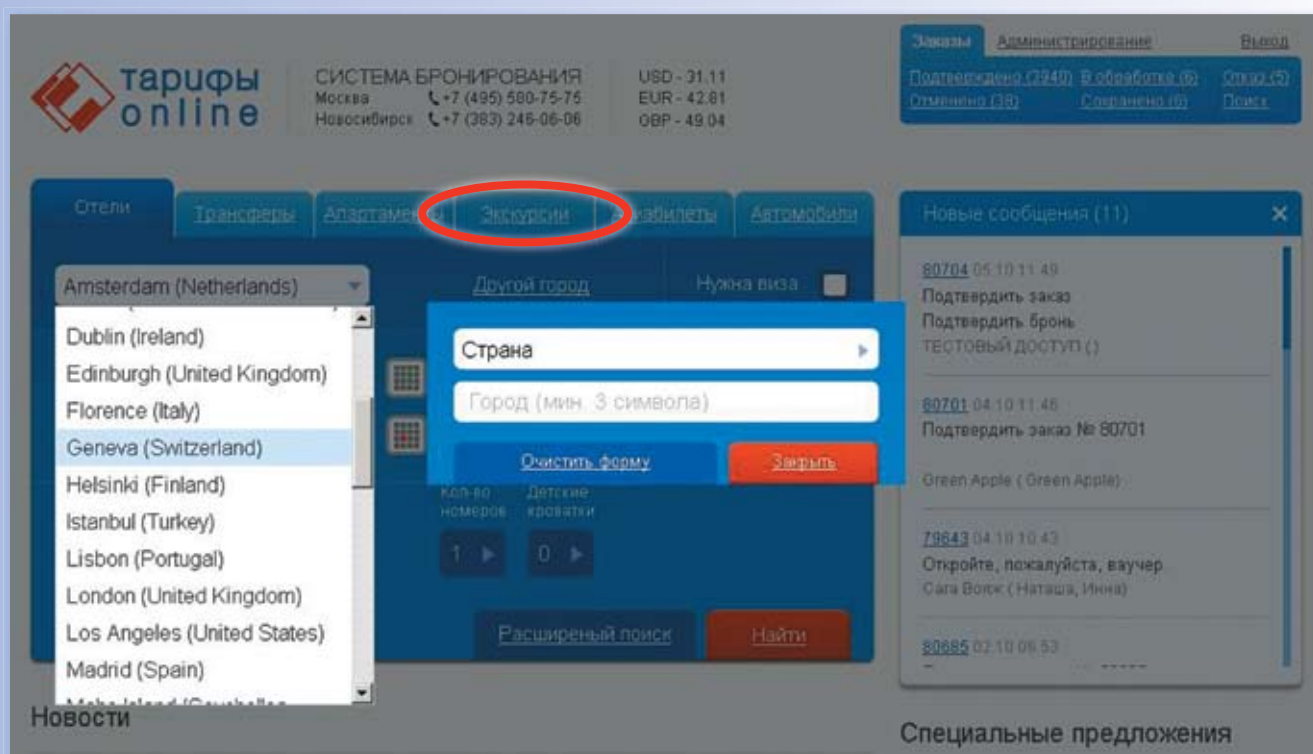 тарифы
online
СИСТЕМА БРОНИРОВАНИЯ
Москва +7 (495) 580-75-75
Новосибирск +7 (383) 246-06-06
USD - 31.11
EUR - 42.81
GBP - 49.04
Заказы Администрирование Выход
Подтверждено (3940) В обработке (6) Отказ (5)
Отменено (38) Сохранено (6) Поиск
Отели Трансферы Апартаменты Экскурсии Авиабилеты Автомобили
Amsterdam (Netherlands)
Другой город
Нужна виза
Dublin (Ireland)
Edinburgh (United Kingdom)
Florence (Italy)
Geneva (Switzerland)
Helsinki (Finland)
Istanbul (Turkey)
Lisbon (Portugal)
London (United Kingdom)
Los Angeles (United States)
Madrid (Spain)
Страна
Город (мин. 3 символа)
Очистить форму Закрыть
Кол-во номеров
Детские кроватки
1 0
Расширеный поиск Найти
Новые сообщения (11)
80704 05.10 11:49
Подтвердить заказ
Подтвердить бронь
ТЕСТОВЫЙ ДОСТУП ()
80701 04.10 11:46
Подтвердить заказ № 80701
Green Apple ( Green Apple)
79643 04.10 10:43
Откройте, пожалуйста, ваучер.
Сага Вояж ( Наташа, Инна)
80685 02.10 09:53
Новости
Специальные предложения